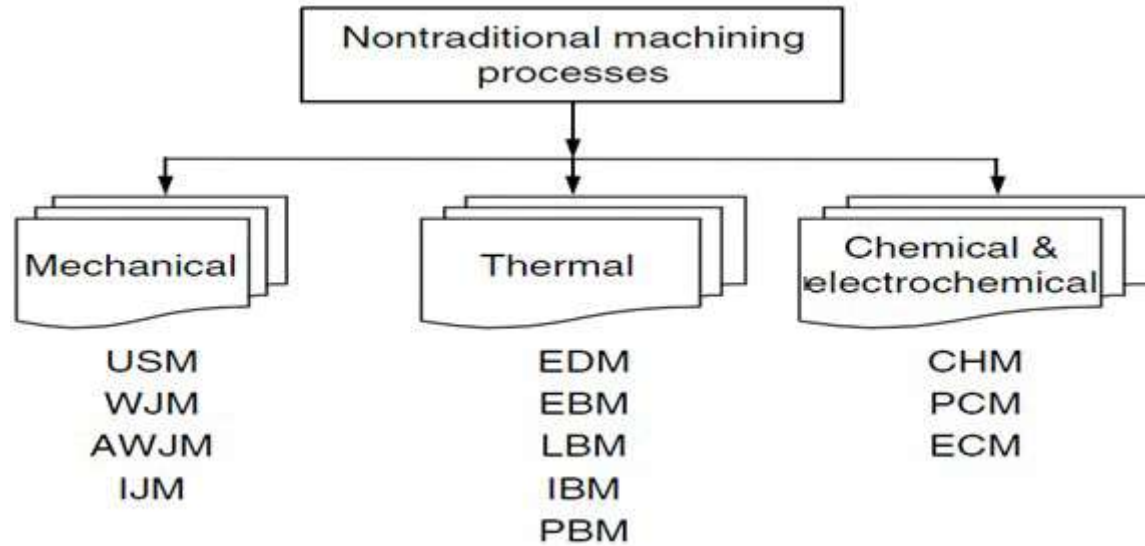 Nontraditional machining
processes
Mechanical
Thermal
Chemical &
electrochemical
USM
WJM
AWJM
IJM
EDM
EBM
LBM
IBM
PBM
CHM
PCM
ECM